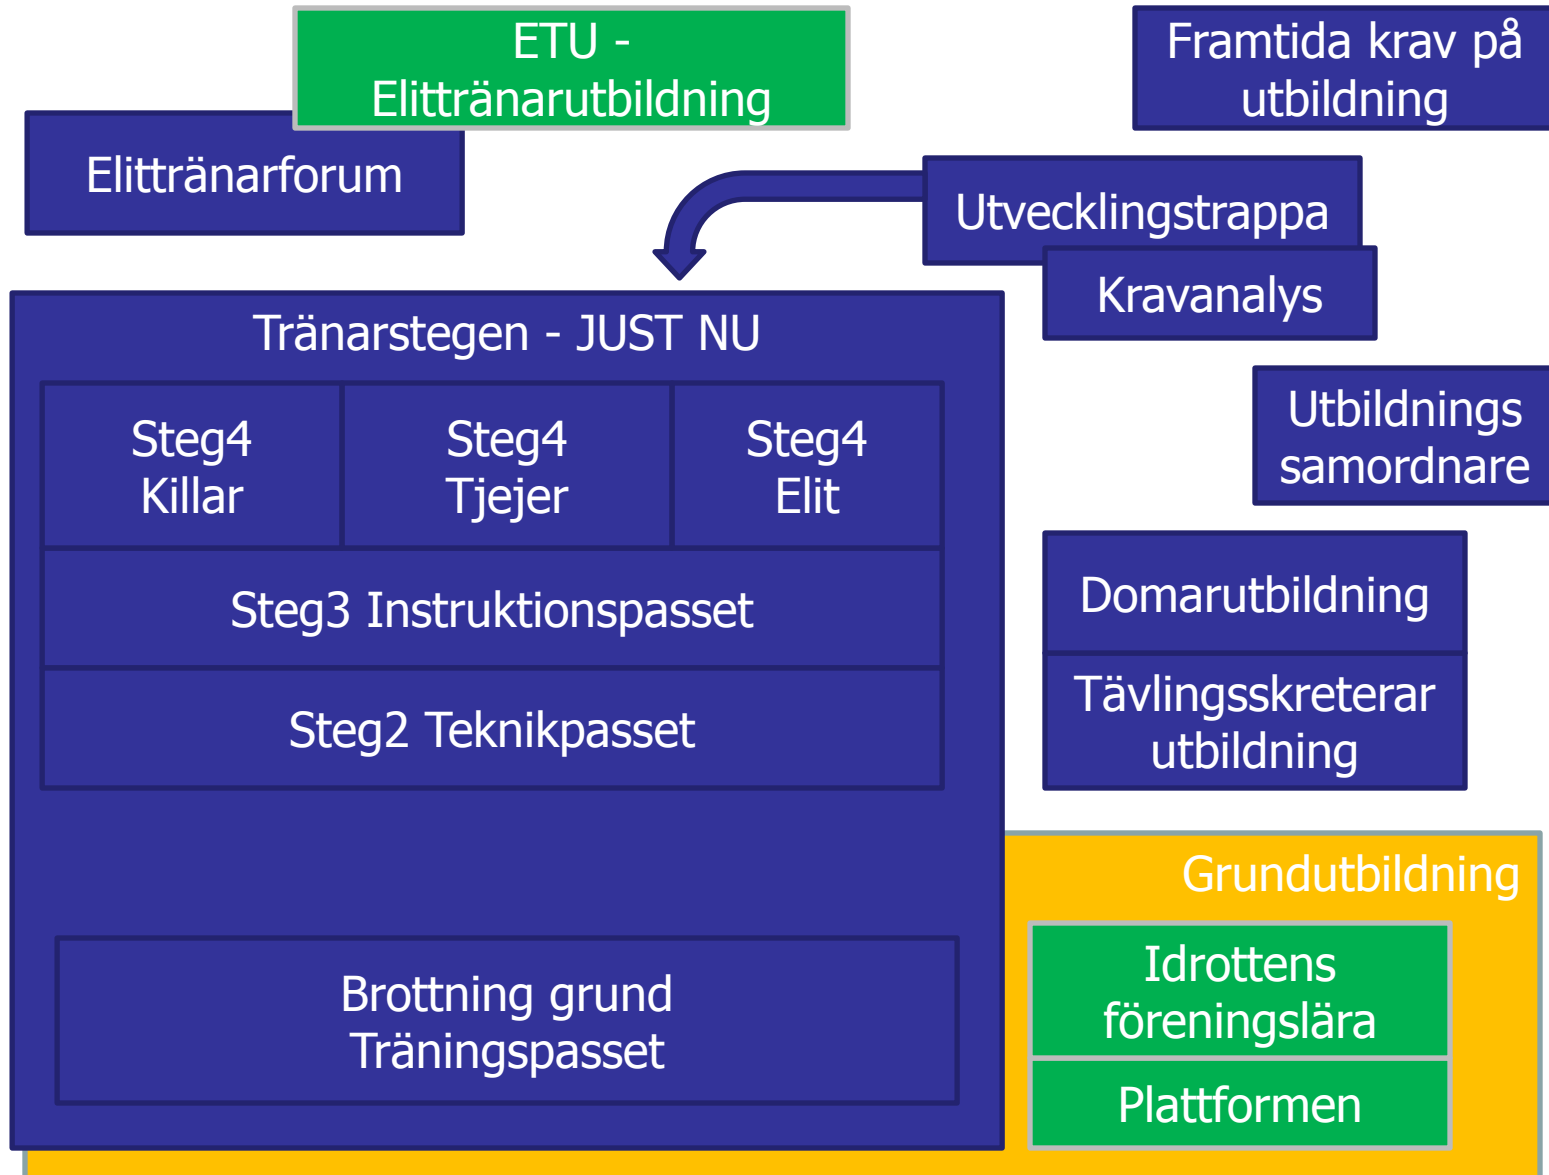 ETU -
Elittränarutbildning
Framtida krav på
utbildning
Elittränarforum
Utvecklingstrappa
Kravanalys
Tränarstegen - JUST NU
Steg4
Killar
Steg4
Tjejer
Steg4
Elit
Utbildnings
samordnare
Steg3 Instruktionspasset
Domarutbildning
Steg2 Teknikpasset
Tävlingsskreterar
utbildning
Grundutbildning
Brottning grund
Träningspasset
Idrottens
föreningslära
Plattformen